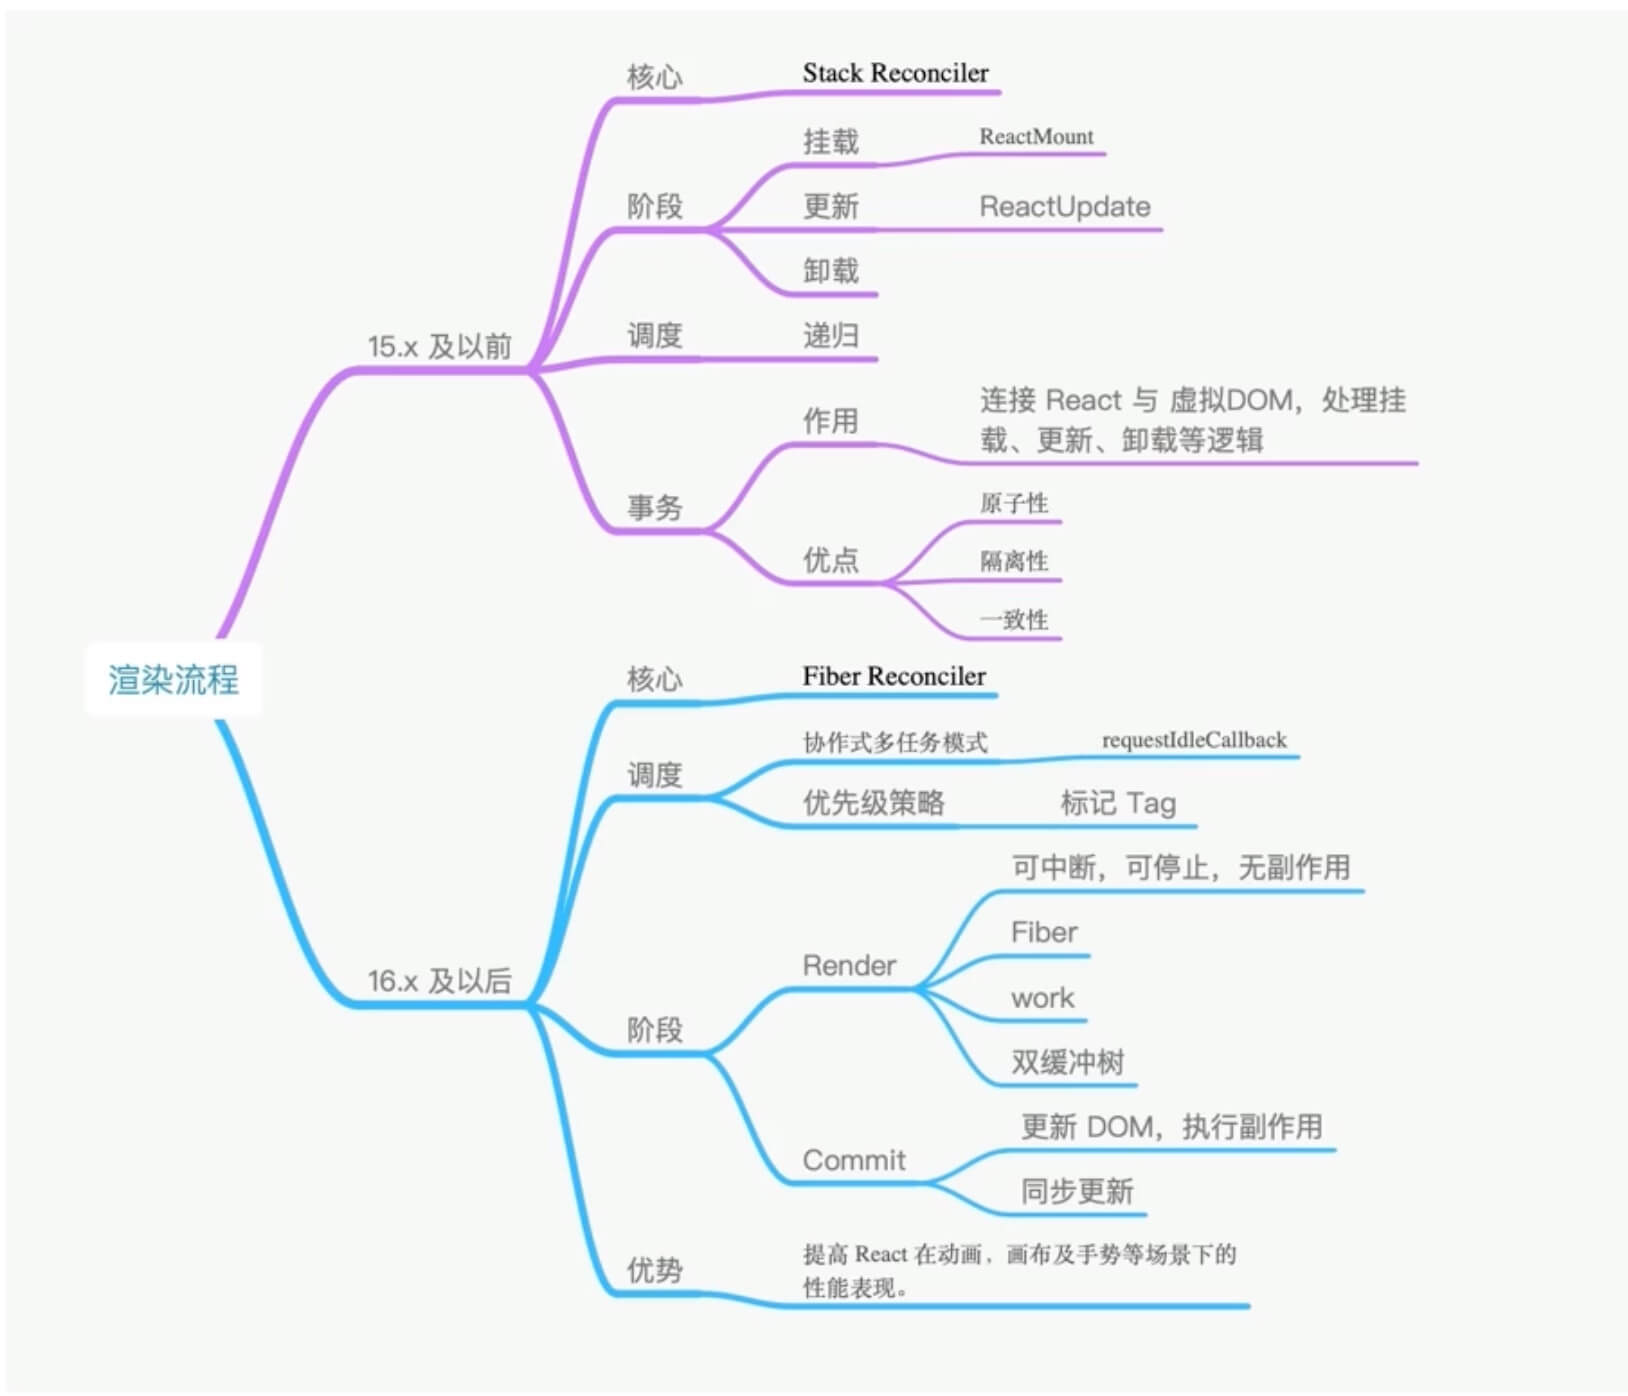 渲染流程
15.x 及以前
核心
Stack Reconciler
阶段
挂载
ReactMount
更新
ReactUpdate
卸载
调度
递归
事务
作用
连接 React 与 虚拟DOM，处理挂
载、更新、卸载等逻辑
优点
原子性
隔离性
一致性
16.x 及以后
核心
Fiber Reconciler
调度
协作式多任务模式
requestIdleCallback
优先级策略
标记 Tag
阶段
Render
可中断，可停止，无副作用
Fiber
work
双缓冲树
Commit
更新 DOM，执行副作用
同步更新
优势
提高 React 在动画，画布及手势等场景下的
性能表现。